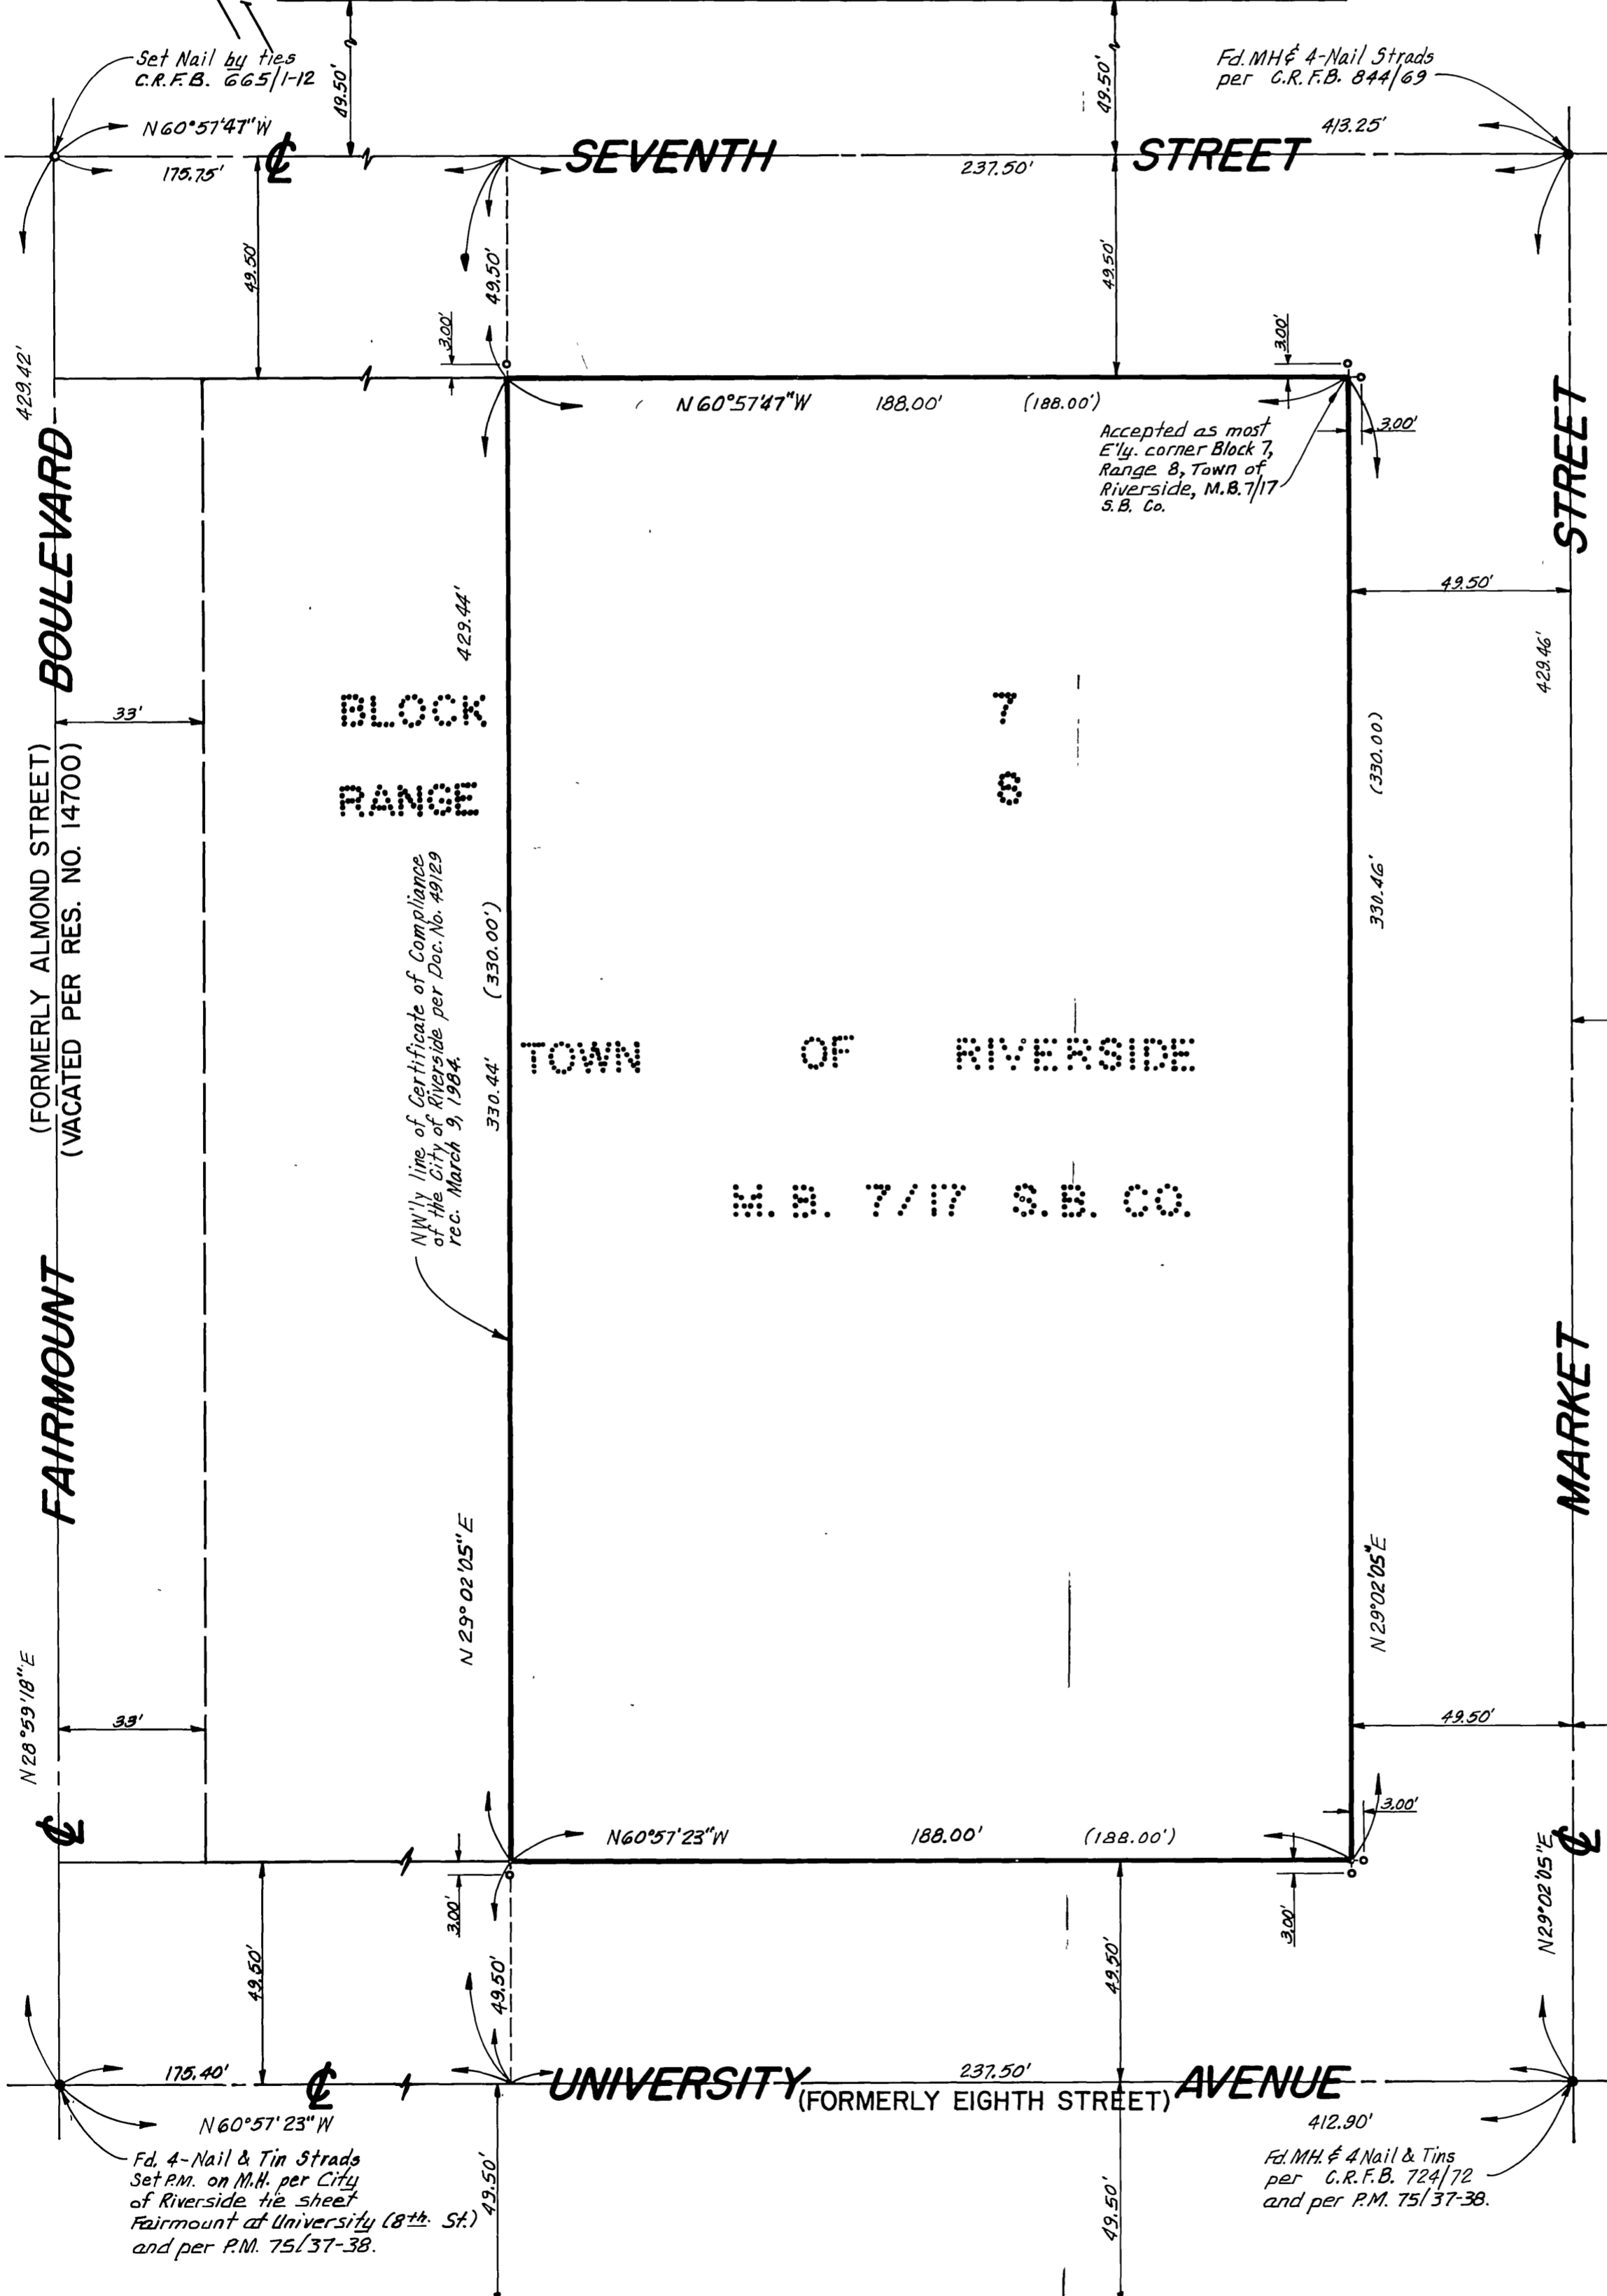 Set Nail by ties
C.R.F.B. 665/1-12
49.50'
49.50'
Fd. MH & 4-Nail Strads
per C.R.F.B. 844/69
N 60°57'47" W
413.25'
175.75'
℄
SEVENTH
237.50'
STREET
49.50'
49.50'
49.50'
3.00'
3.00'
429.42'
N 60°57'47" W
188.00'
(188.00')
3.00'
Accepted as most
E'ly. corner Block 7,
Range 8, Town of
Riverside, M.B. 7/17
S.B. Co.
BOULEVARD
STREET
49.50'
429.44'
429.46'
33'
BLOCK
7
RANGE
8
(330.00)
330.46'
(FORMERLY ALMOND STREET)
(VACATED PER RES. NO. 14700)
NW'ly line of Certificate of Compliance
of the City of Riverside per Doc. No. 49129
rec. March 9, 1984.
(330.00')
330.44'
TOWN OF RIVERSIDE
M.B. 7/17 S.B. CO.
FAIRMOUNT
MARKET
N 29°02'05" E
N 29°02'05" E
N 28°59'18" E
33'
49.50'
℄
℄
N60°57'23"W
188.00'
(188.00')
3.00'
3.00'
3.00'
N29°02'05"E
49.50'
49.50'
49.50'
175.40'
℄
UNIVERSITY
237.50'
AVENUE
(FORMERLY EIGHTH STREET)
N60°57'23"W
412.90'
Fd. 4-Nail & Tin Strads
Set P.M. on M.H. per City
of Riverside tie sheet
Fairmount at University (8th. St.)
and per P.M. 75/37-38.
49.50'
49.50'
Fd. MH. & 4 Nail & Tins
per C.R.F.B. 724/72
and per P.M. 75/37-38.